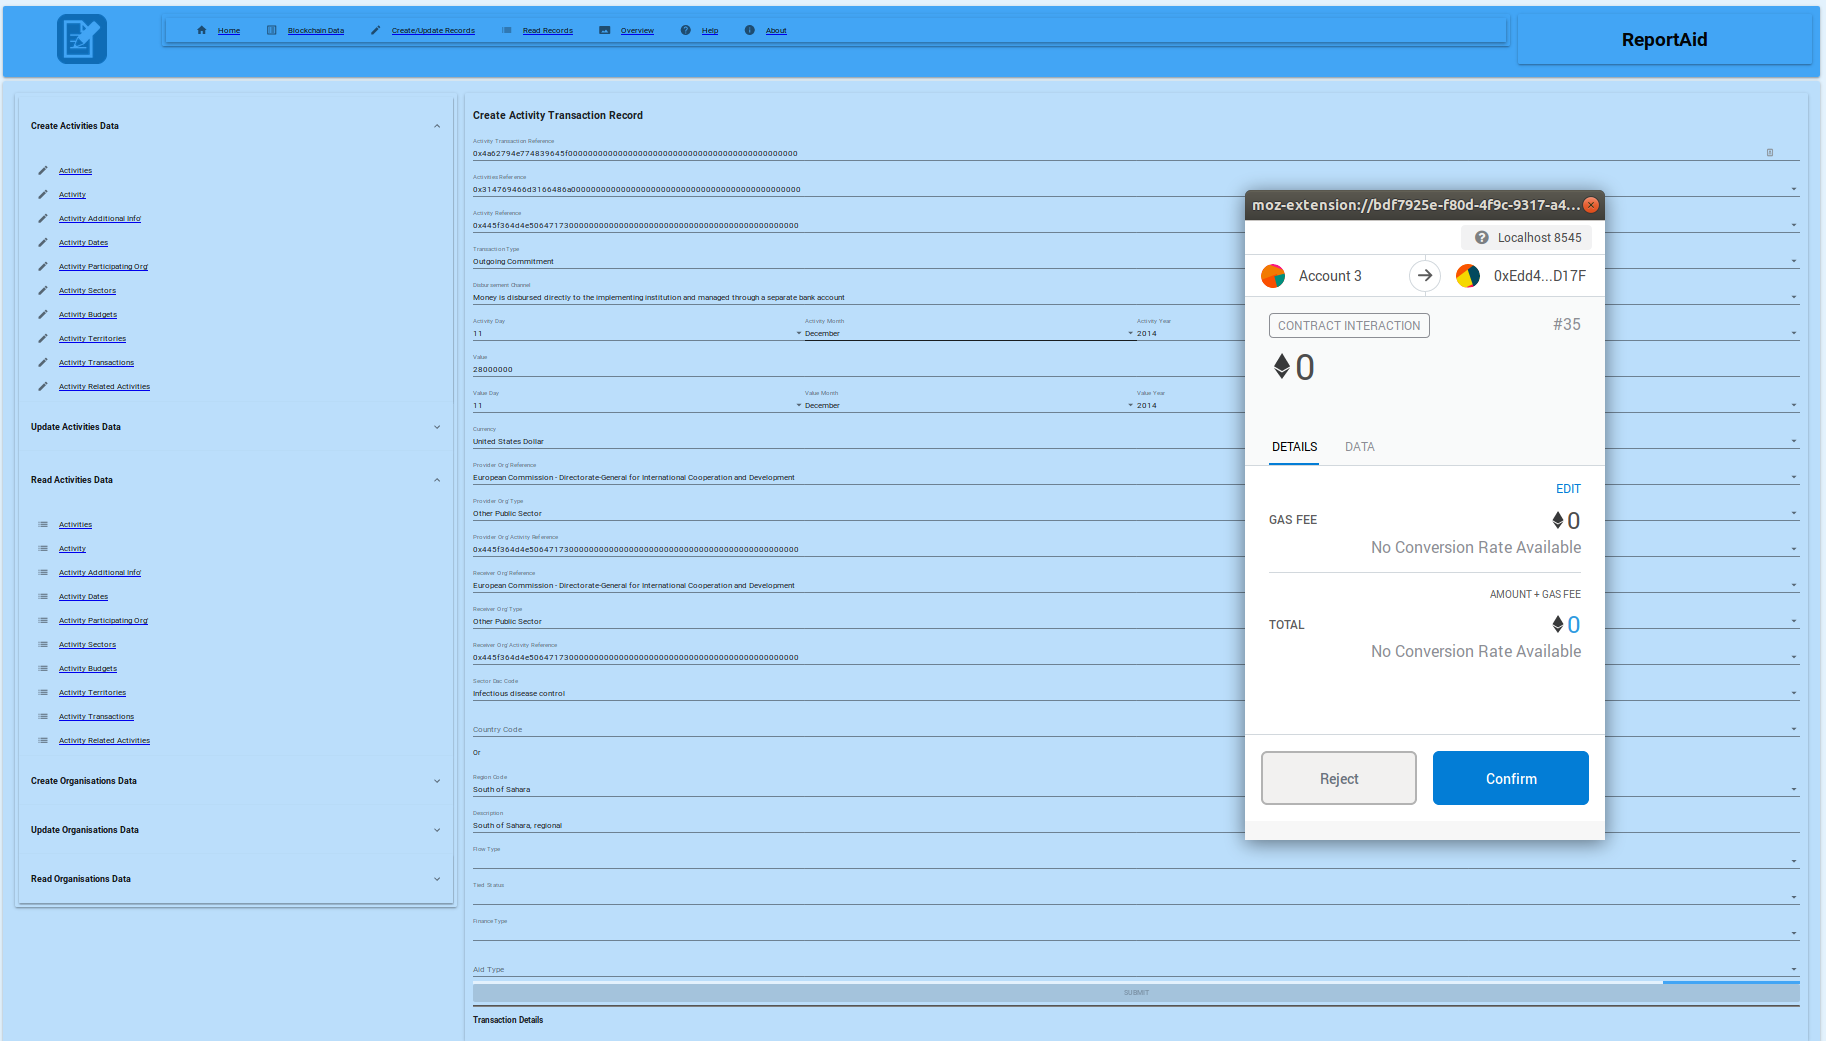 Home
Blockchain Data
Create/Update Records
Read Records
Overview
Help
About
ReportAid
Create Activities Data
Activities
Activity
Activity Additional Info'
Activity Dates
Activity Participating Org'
Activity Sectors
Activity Budgets
Activity Territories
Activity Transactions
Activity Related Activities
Update Activities Data
Read Activities Data
Activities
Activity
Activity Additional Info'
Activity Dates
Activity Participating Org'
Activity Sectors
Activity Budgets
Activity Territories
Activity Transactions
Activity Related Activities
Create Organisations Data
Update Organisations Data
Read Organisations Data
Create Activity Transaction Record
Activity Transaction Reference
Activities Reference
Activity Reference
Transaction Type
Outgoing Commitment
Disbursement Channel
Money is disbursed directly to the implementing institution and managed through a separate bank account
Activity Day
11
Activity Month
December
Activity Year
2014
Value
28000000
Value Day
11
Value Month
December
Value Year
2014
Currency
United States Dollar
Provider Org' Reference
European Commission - Directorate-General for International Cooperation and Development
Provider Org' Type
Other Public Sector
Provider Org' Activity Reference
Receiver Org' Reference
European Commission - Directorate-General for International Cooperation and Development
Receiver Org' Type
Other Public Sector
Receiver Org' Activity Reference
Sector Dac Code
Infectious disease control
Country Code
Or
Region Code
South of Sahara
Description
South of Sahara, regional
Flow Type
Tied Status
Finance Type
Aid Type
SUBMIT
Transaction Details
moz-extension://bdf7925e-f80d-4f9c-9317-a4...
Localhost 8545
Account 3
0xEdd4...D17F
CONTRACT INTERACTION
#35
0
DETAILS
DATA
EDIT
GAS FEE
0
No Conversion Rate Available
AMOUNT + GAS FEE
TOTAL
0
No Conversion Rate Available
Reject
Confirm